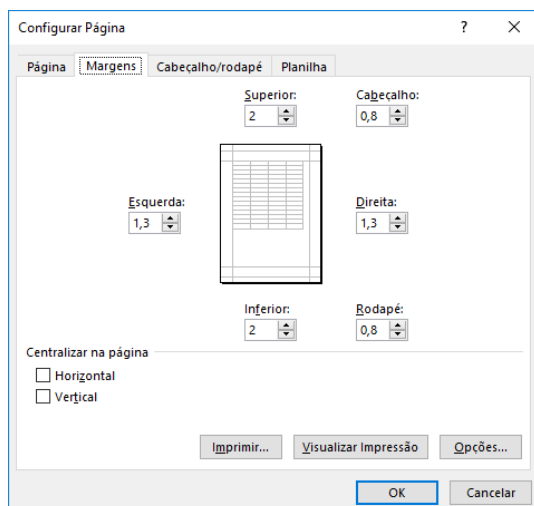 Configurar Página ? ×
Página Margens Cabeçalho/rodapé Planilha
Superior: Cabeçalho:
2 0,8
Esquerda: Direita:
1,3 1,3
Inferior: Rodapé:
2 0,8
Centralizar na página
Horizontal
Vertical
Imprimir... Visualizar Impressão Opções...
OK Cancelar